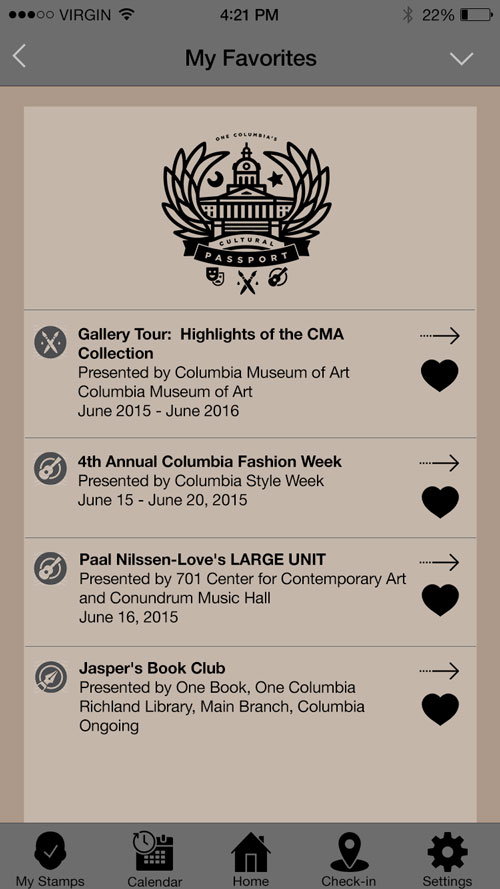 VIRGIN 4:21 PM 22%
My Favorites
ONE COLUMBIA'S
CULTURAL
PASSPORT
Gallery Tour: Highlights of the CMA
Collection
Presented by Columbia Museum of Art
Columbia Museum of Art
June 2015 - June 2016
4th Annual Columbia Fashion Week
Presented by Columbia Style Week
June 15 - June 20, 2015
Paal Nilssen-Love's LARGE UNIT
Presented by 701 Center for Contemporary Art
and Conundrum Music Hall
June 16, 2015
Jasper's Book Club
Presented by One Book, One Columbia
Richland Library, Main Branch, Columbia
Ongoing
My Stamps Calendar Home Check-in Settings